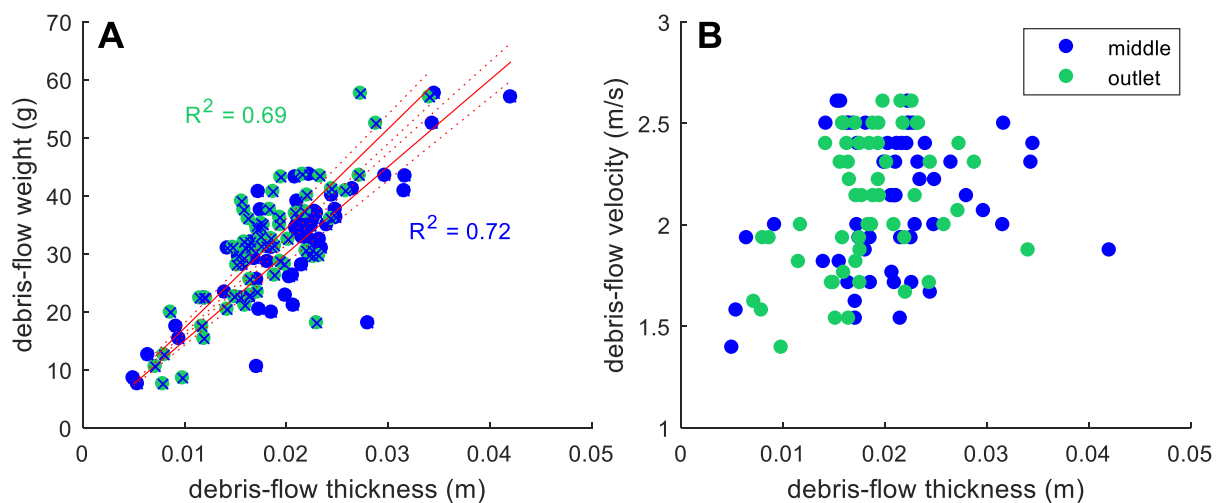 A
debris-flow weight (g)
70
60
50
40
30
20
10
0
R² = 0.69
R² = 0.72
0
0.01
0.02
0.03
0.04
0.05
debris-flow thickness (m)
B
debris-flow velocity (m/s)
3
2.5
2
1.5
1
middle
outlet
0
0.01
0.02
0.03
0.04
0.05
debris-flow thickness (m)